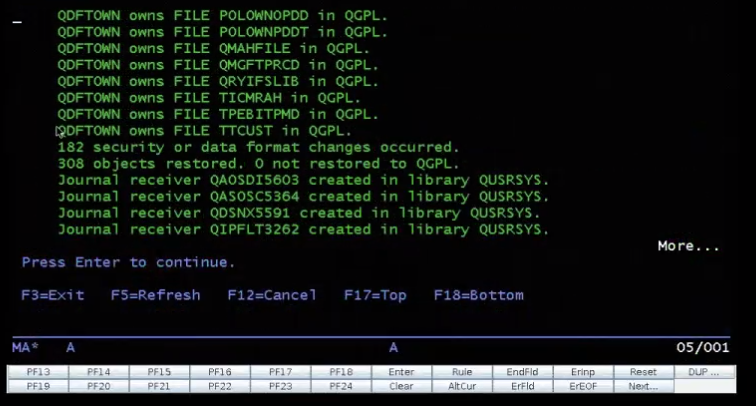 QDFTOWN owns FILE POLOWNOPDD in QGPL.
QDFTOWN owns FILE POLOWNPDDT in QGPL.
QDFTOWN owns FILE QMAHFILE in QGPL.
QDFTOWN owns FILE QMGFTPRCD in QGPL.
QDFTOWN owns FILE QRYIFSLIB in QGPL.
QDFTOWN owns FILE TICMRAH in QGPL.
QDFTOWN owns FILE TPEBITPMD in QGPL.
QDFTOWN owns FILE TTCUST in QGPL.
182 security or data format changes occurred.
308 objects restored. 0 not restored to QGPL.
Journal receiver QAOSDI5603 created in library QUSRSYS.
Journal receiver QASOSC5364 created in library QUSRSYS.
Journal receiver QDSNX5591 created in library QUSRSYS.
Journal receiver QIPFLT3262 created in library QUSRSYS.
More...
Press Enter to continue.
F3=Exit F5=Refresh F12=Cancel F17=Top F18=Bottom
MA* A A 05/001
PF13 PF14 PF15 PF16 PF17 PF18 Enter Rule EndFld ErInp Reset DUP ...
PF19 PF20 PF21 PF22 PF23 PF24 Clear AltCur ErFld ErEOF Next...